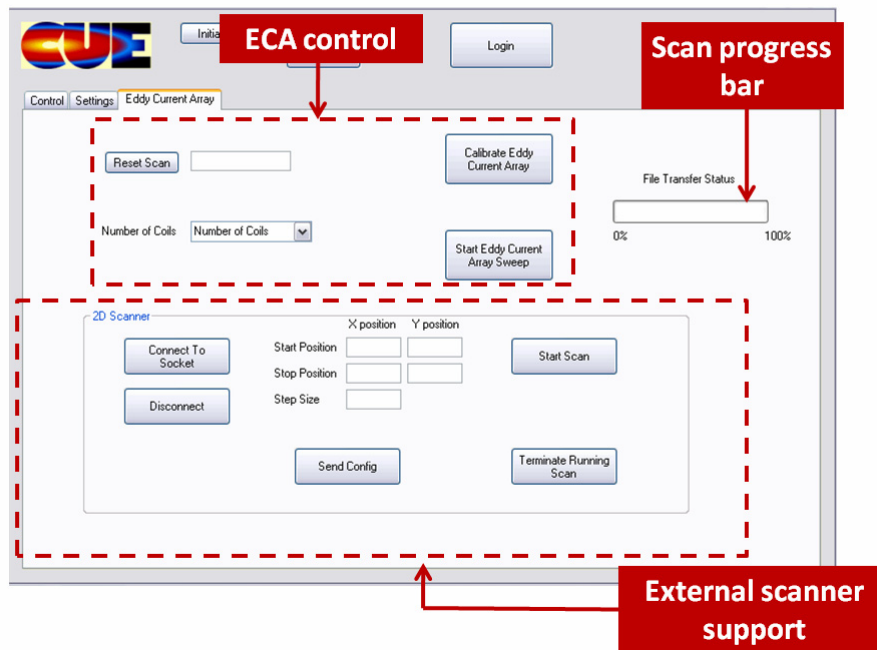 CUE
ECA control
Login
Scan progress
bar
Control Settings Eddy Current Array
Reset Scan
Calibrate Eddy
Current Array
File Transfer Status
Number of Coils Number of Coils
0% 100%
Start Eddy Current
Array Sweep
2D Scanner
X position Y position
Connect To
Socket
Start Position
Start Scan
Stop Position
Disconnect
Step Size
Send Config
Terminate Running
Scan
External scanner
support